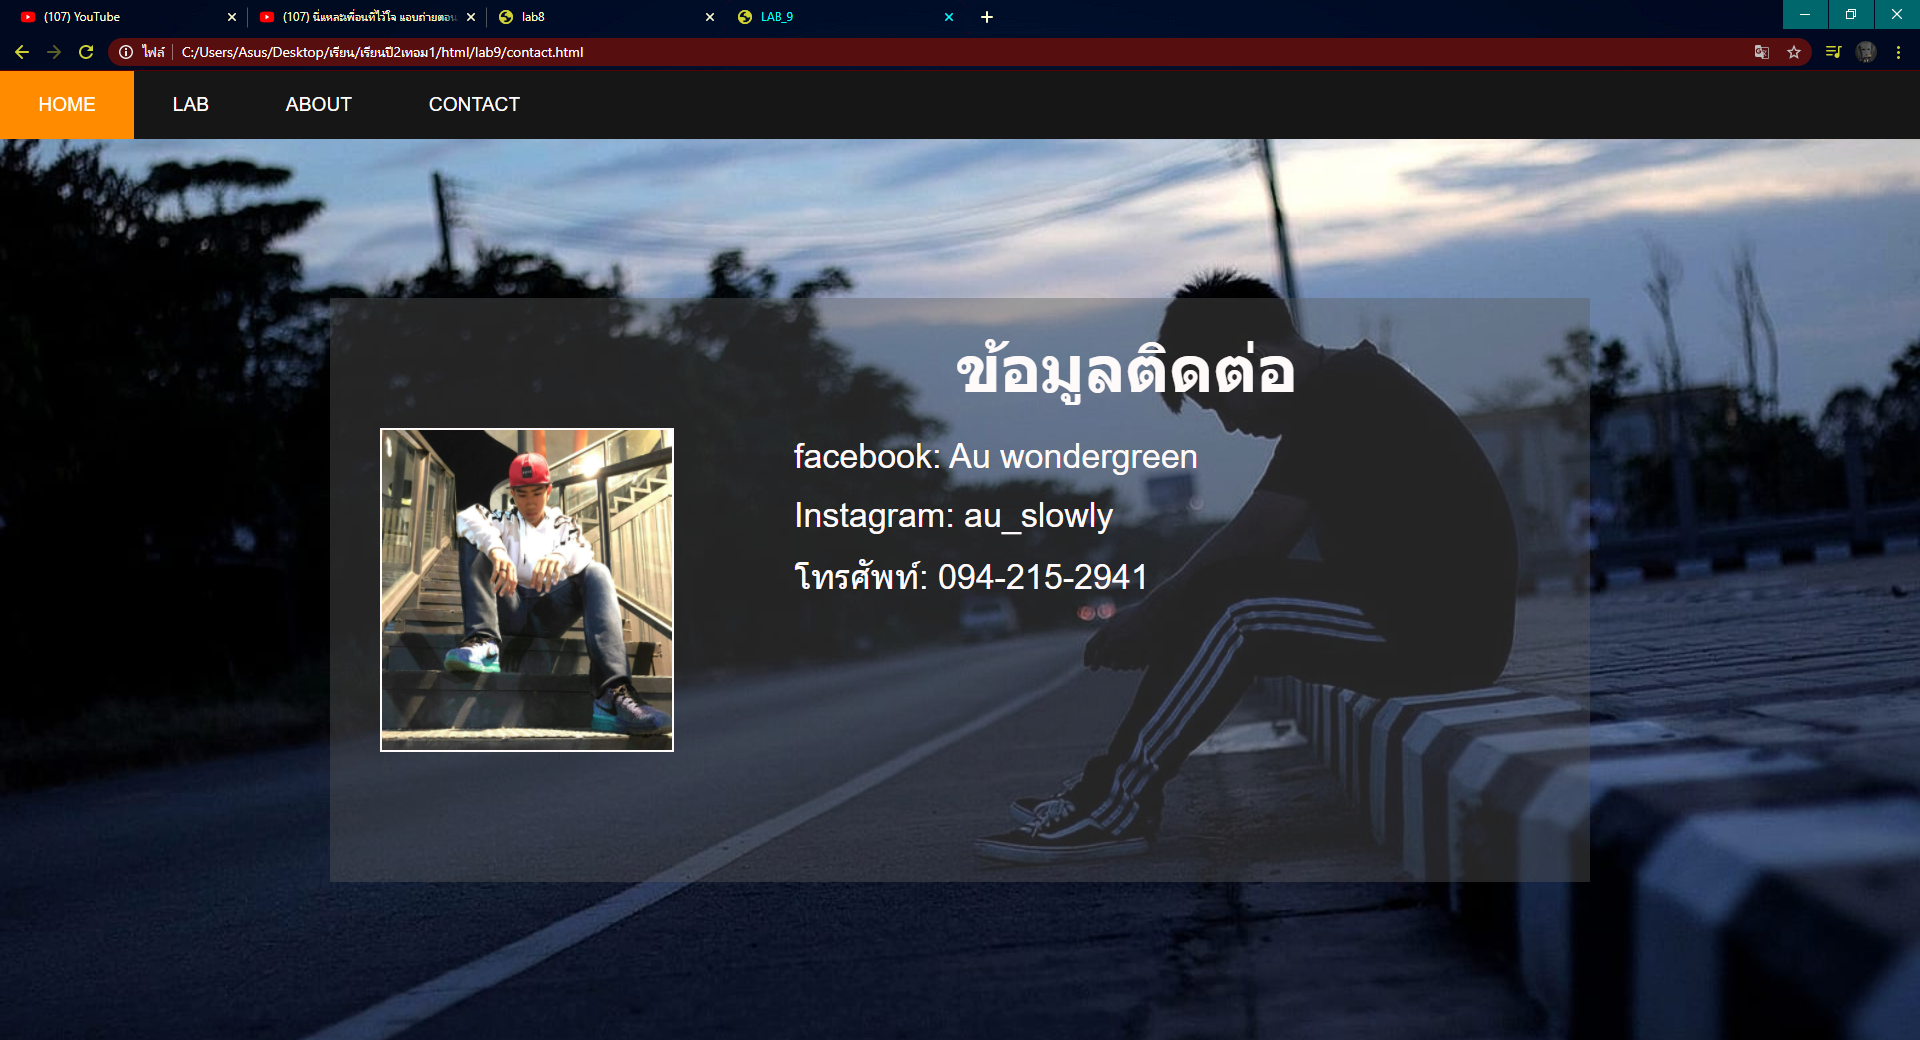 (107) YouTube
(107) นี่แหละเพื่อนที่ไว้ใจ แอบถ่ายตอน
lab8
LAB_9
ไฟล์
C:/Users/Asus/Desktop/เรียน/เรียนปี2เทอม1/html/lab9/contact.html
HOME
LAB
ABOUT
CONTACT
ข้อมูลติดต่อ
facebook: Au wondergreen
Instagram: au_slowly
โทรศัพท์: 094-215-2941